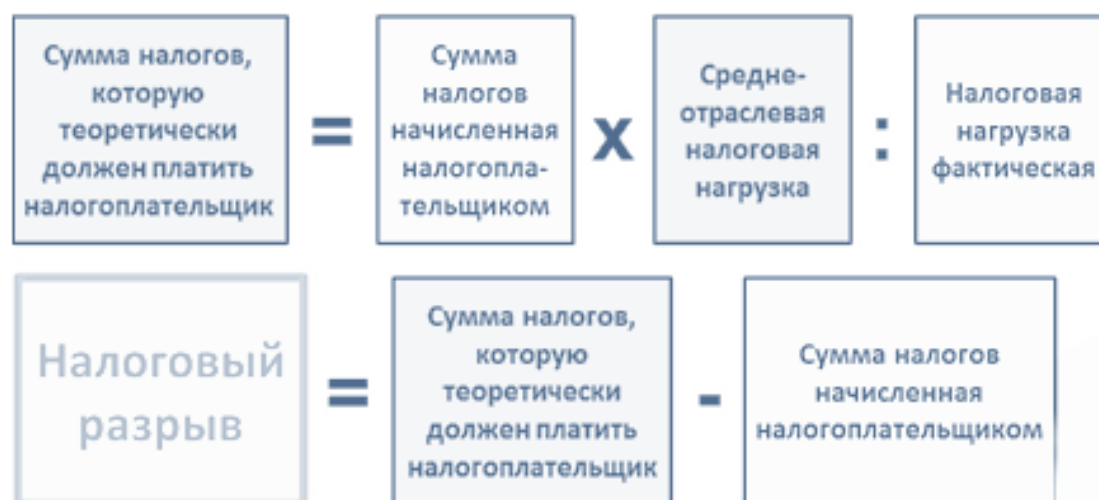 Сумма налогов,
которую
теоретически
должен платить
налогоплательщик
=
Сумма
налогов
начисленная
налогопла-
тельщиком
x
Средне-
отраслевая
налоговая
нагрузка
:
Налоговая
нагрузка
фактическая
Налоговый
разрыв
=
Сумма налогов,
которую
теоретически
должен платить
налогоплательщик
-
Сумма налогов
начисленная
налогоплательщиком